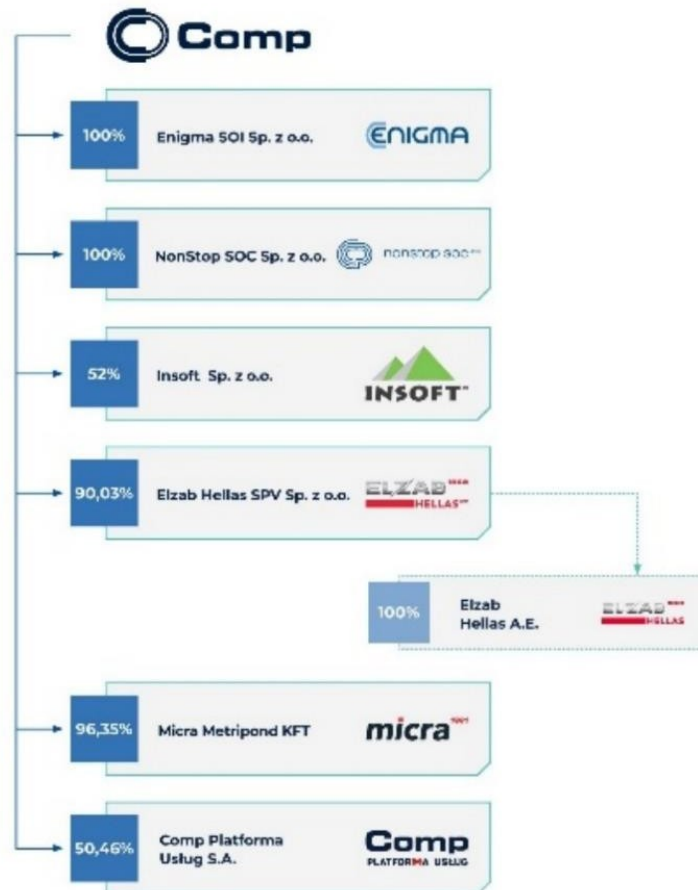 Comp
100%
Enigma SOI Sp. z o.o.
ENIGMA
100%
NonStop SOC Sp. z o.o.
nonstop soc
52%
Insoft Sp. z o.o.
INSOFT
90,03%
Elzab Hellas SPV Sp. z o.o.
ELZAB
HELLAS
100%
Elzab
Hellas A.E.
ELZAB
HELLAS
96,35%
Micra Metripond KFT
micra
50,46%
Comp Platforma
Usług S.A.
Comp
PLATFORMA USŁUG